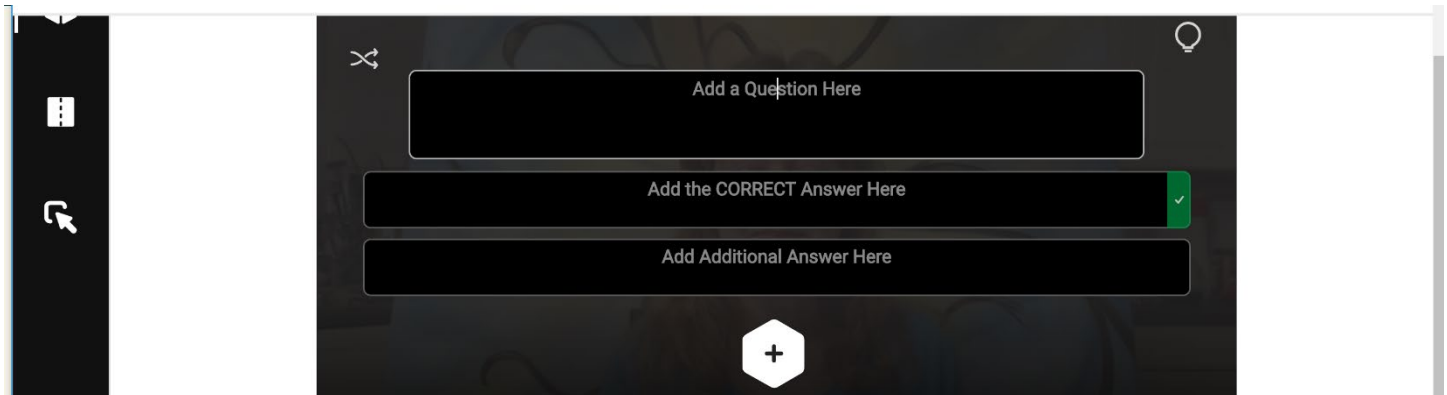 Add a Question Here
Add the CORRECT Answer Here
Add Additional Answer Here